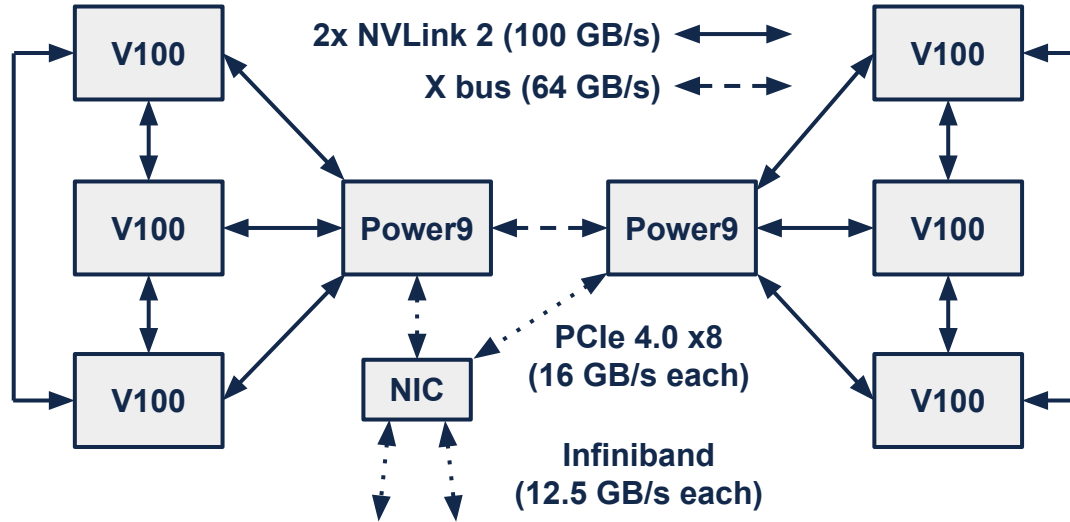 V100
2x NVLink 2 (100 GB/s)
V100
X bus (64 GB/s)
V100
Power9
Power9
V100
PCIe 4.0 x8
(16 GB/s each)
V100
NIC
V100
Infiniband
(12.5 GB/s each)